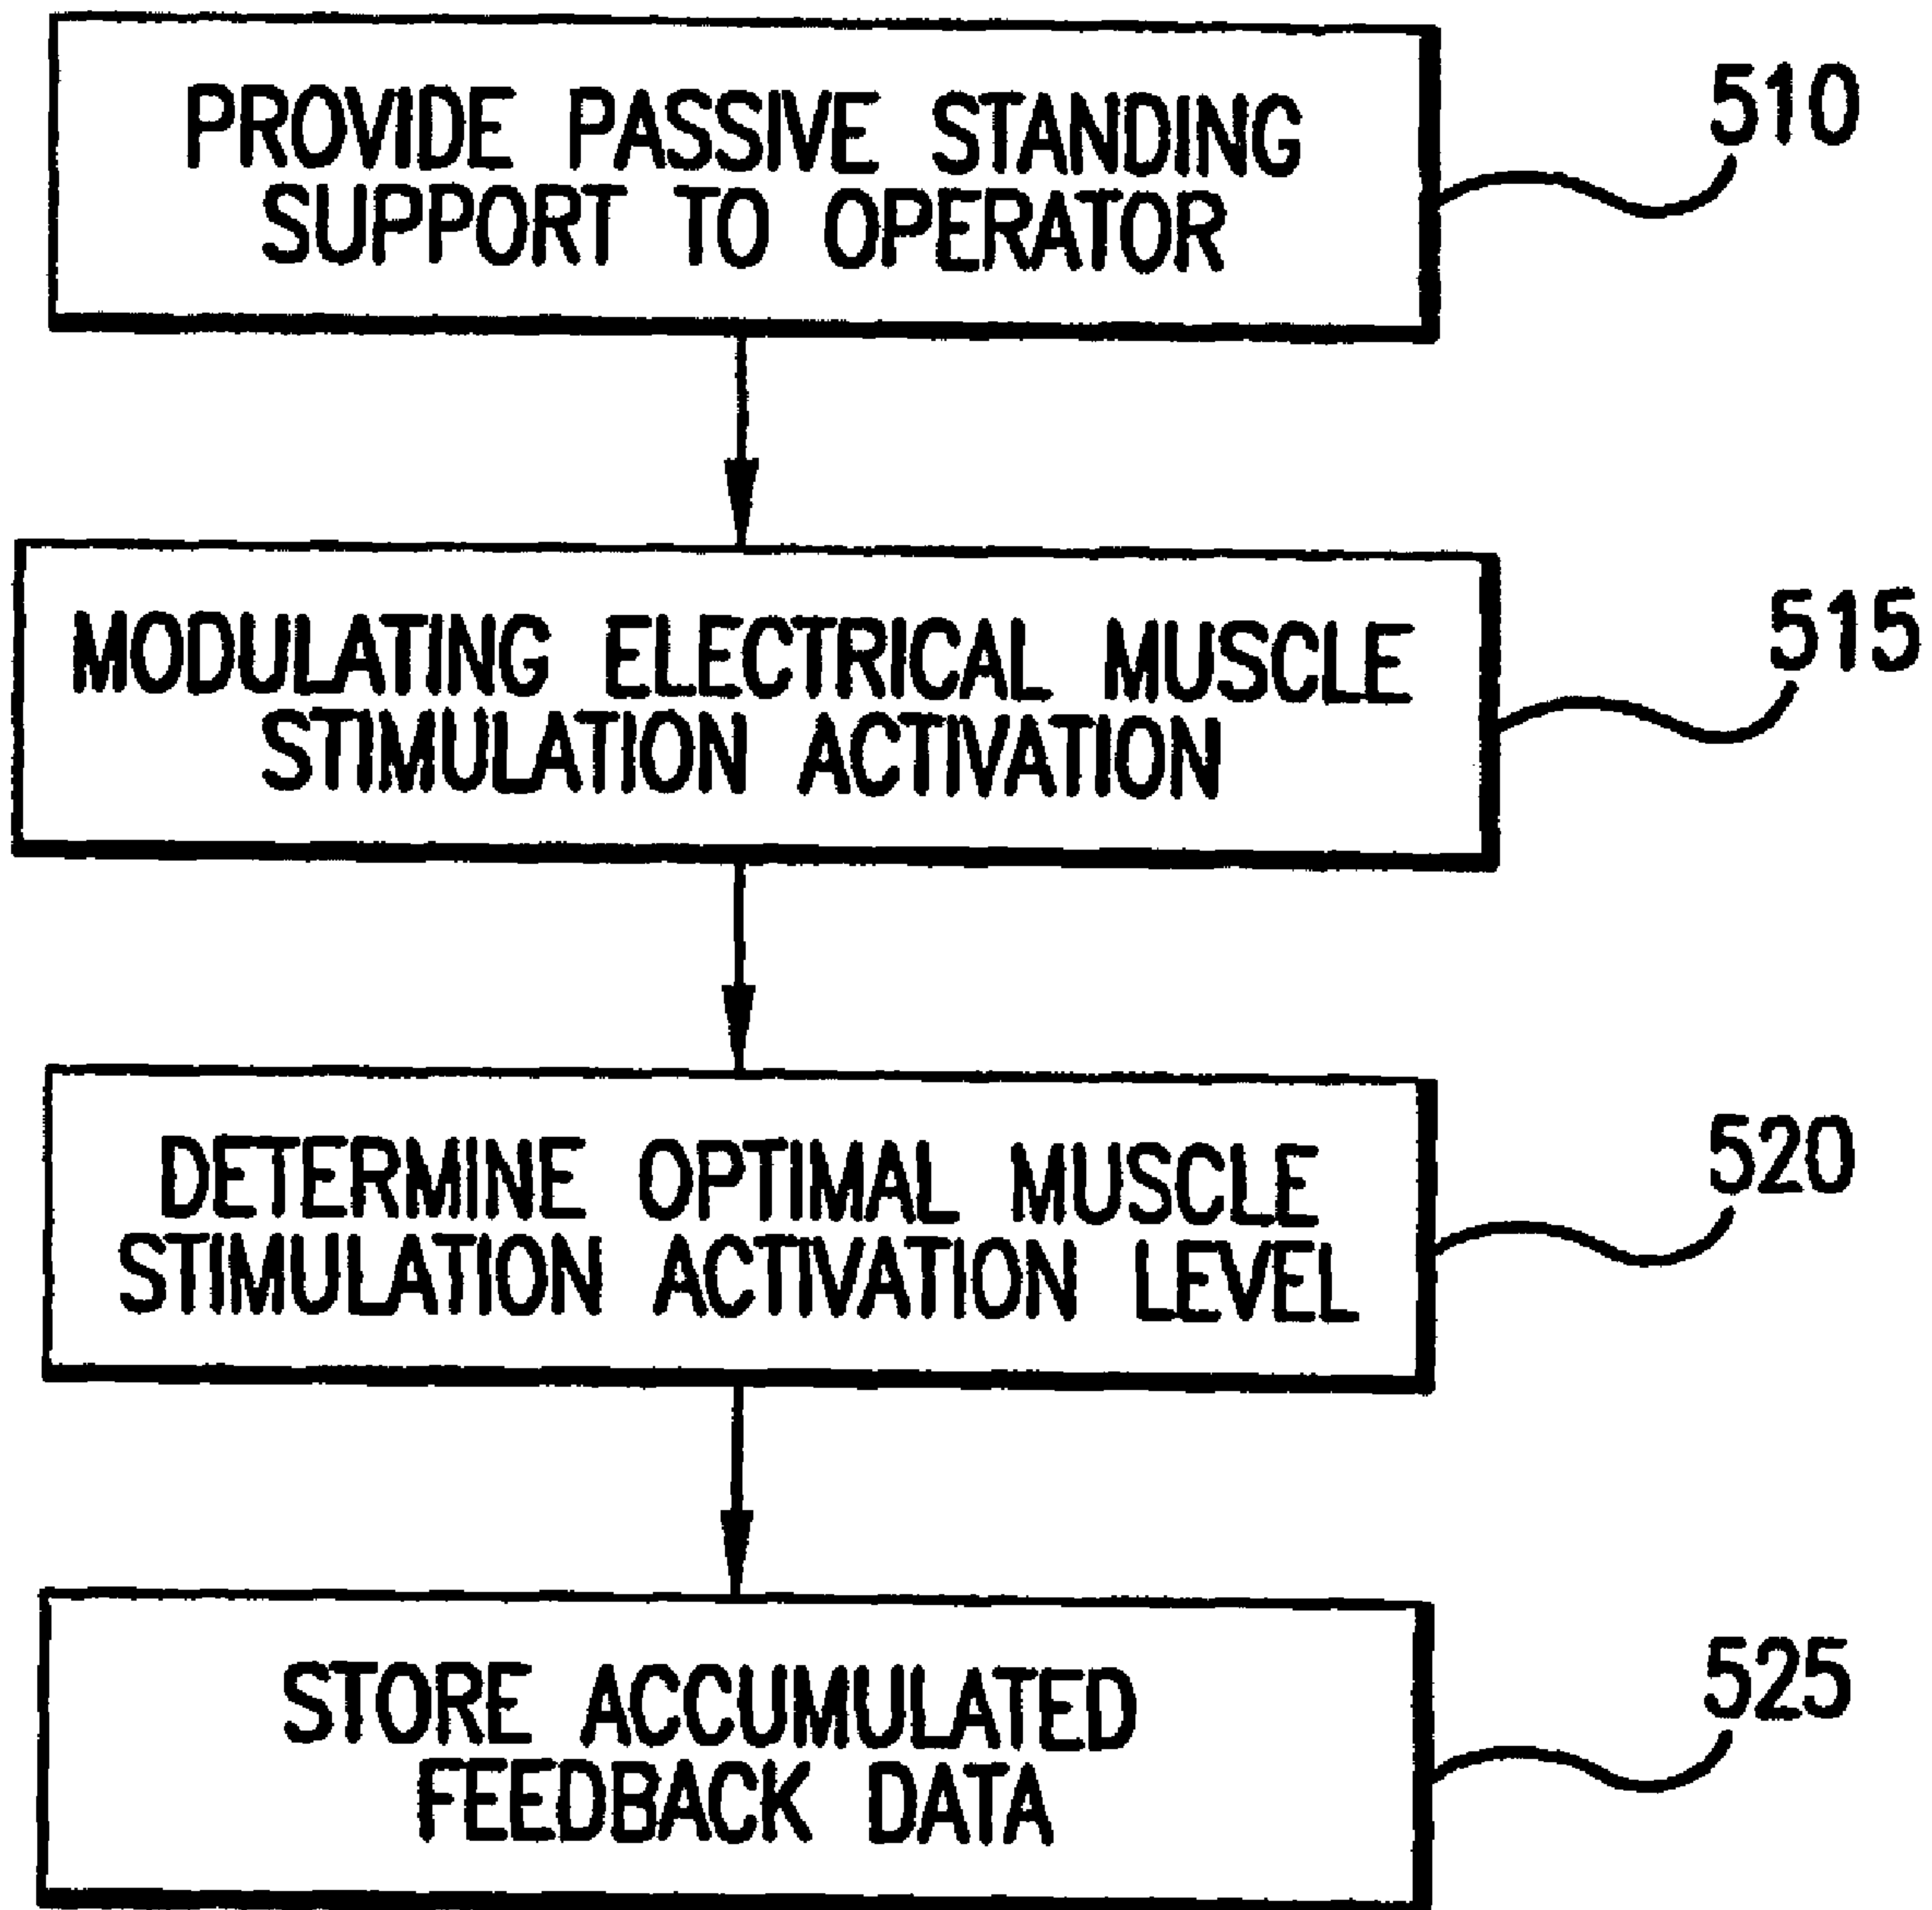 PROVIDE PASSIVE STANDING
SUPPORT TO OPERATOR
510
MODULATING ELECTRICAL MUSCLE
STIMULATION ACTIVATION
515
DETERMINE OPTIMAL MUSCLE
STIMULATION ACTIVATION LEVEL
520
STORE ACCUMULATED
FEEDBACK DATA
525